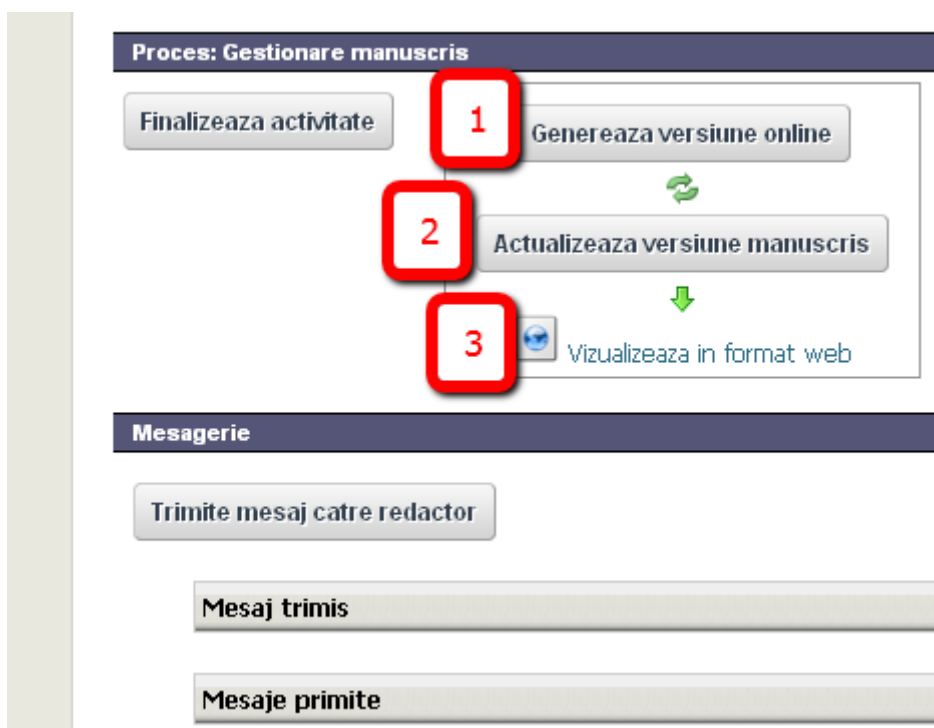 Proces: Gestionare manuscris
Finalizeaza activitate
1
Genereaza versiune online
2
Actualizeaza versiune manuscris
3
Vizualizeaza in format web
Mesagerie
Trimite mesaj catre redactor
Mesaj trimis
Mesaje primite